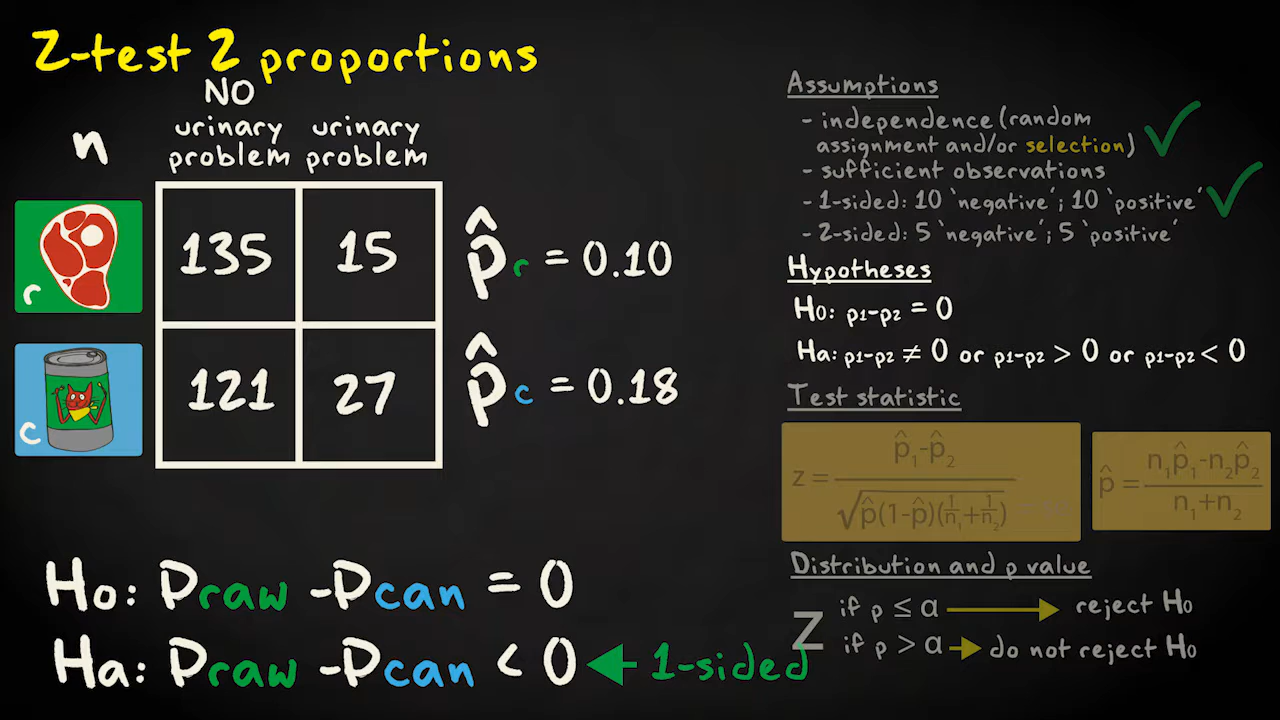 Z-test 2 proportions
n
NO
urinary problem
urinary problem
r
135
15
p̂r = 0.10
c
121
27
p̂c = 0.18
H0: Praw - Pcan = 0
Ha: Praw - Pcan < 0 1-sided
Assumptions
- independence (random
assignment and/or selection)
- sufficient observations
- 1-sided: 10 'negative'; 10 'positive'
- 2-sided: 5 'negative'; 5 'positive'
Hypotheses
H0: p1-p2 = 0
Ha: p1-p2 ≠ 0 or p1-p2 > 0 or p1-p2 < 0
Test statistic
z = (p̂1-p̂2) / √p̂(1-p̂)(1/n1+1/n2)
p̂ = (n1p̂1-n2p̂2) / (n1+n2)
Distribution and p value
Z
if p ≤ α reject H0
if p > α do not reject H0